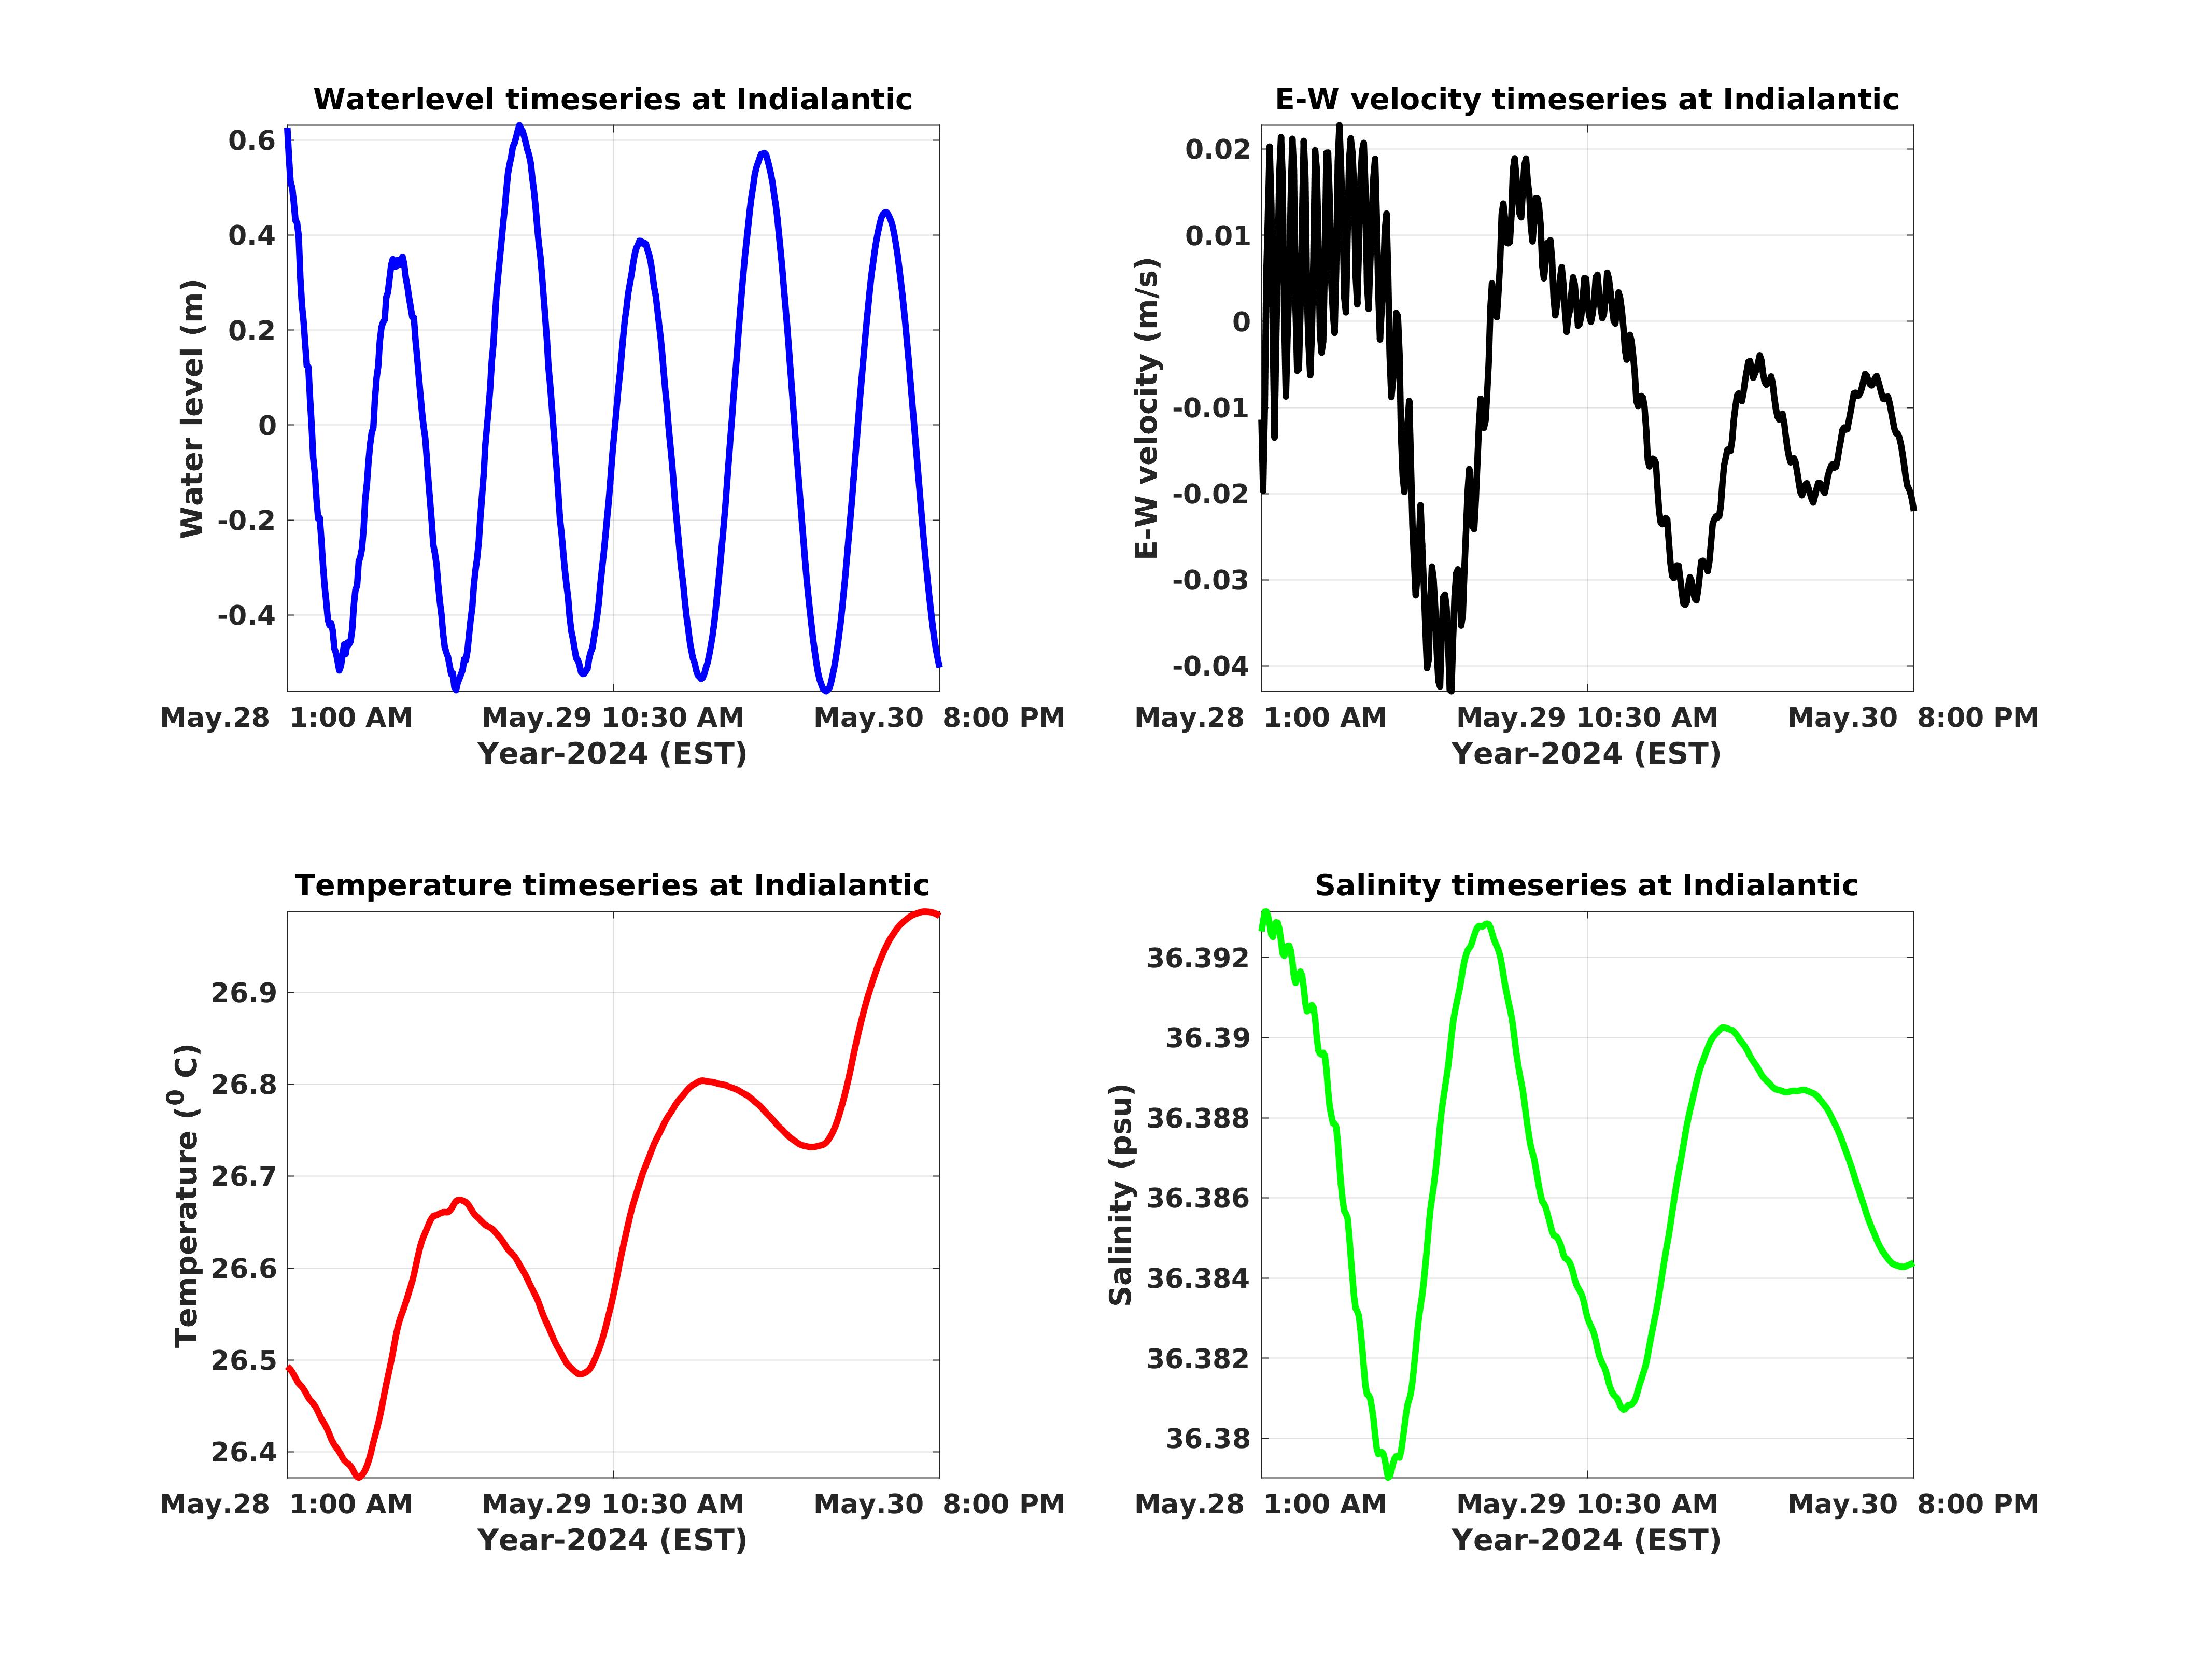 Waterlevel timeseries at Indialantic
0.6
0.4
0.2
0
-0.2
-0.4
Water level (m)
May.28 1:00 AM
May.29 10:30 AM
May.30 8:00 PM
Year-2024 (EST)
E-W velocity timeseries at Indialantic
0.02
0.01
0
-0.01
-0.02
-0.03
-0.04
E-W velocity (m/s)
May.28 1:00 AM
May.29 10:30 AM
May.30 8:00 PM
Year-2024 (EST)
Temperature timeseries at Indialantic
26.9
26.8
26.7
26.6
26.5
26.4
Temperature (⁰ C)
May.28 1:00 AM
May.29 10:30 AM
May.30 8:00 PM
Year-2024 (EST)
Salinity timeseries at Indialantic
36.392
36.39
36.388
36.386
36.384
36.382
36.38
Salinity (psu)
May.28 1:00 AM
May.29 10:30 AM
May.30 8:00 PM
Year-2024 (EST)